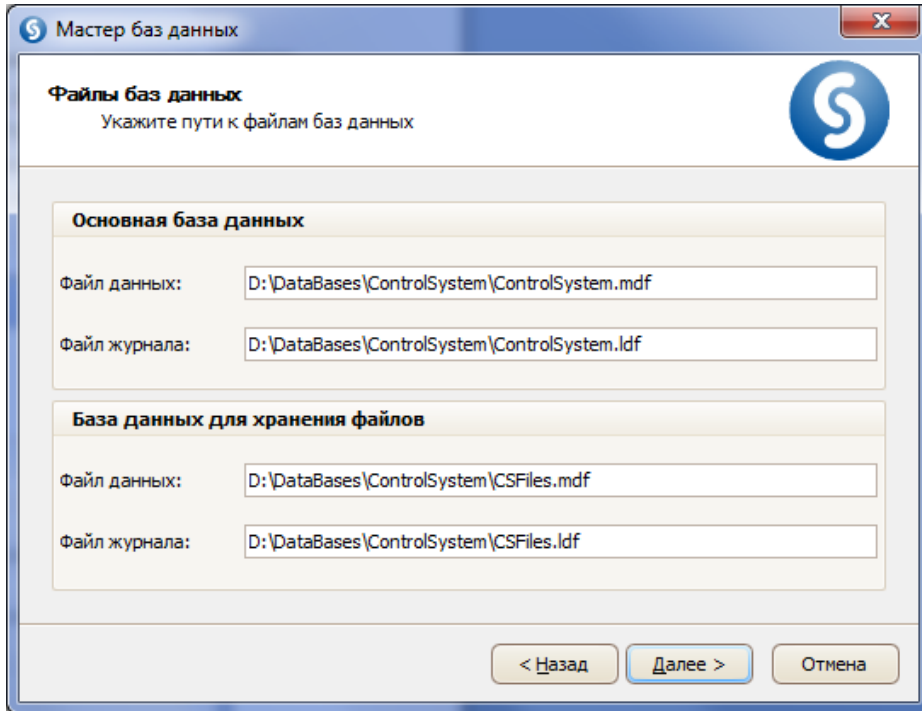 Мастер баз данных
Файлы баз данных
Укажите пути к файлам баз данных
Основная база данных
Файл данных: D:\DataBases\ControlSystem\ControlSystem.mdf
Файл журнала: D:\DataBases\ControlSystem\ControlSystem.ldf
База данных для хранения файлов
Файл данных: D:\DataBases\ControlSystem\CSFiles.mdf
Файл журнала: D:\DataBases\ControlSystem\CSFiles.ldf
< Назад Далее > Отмена